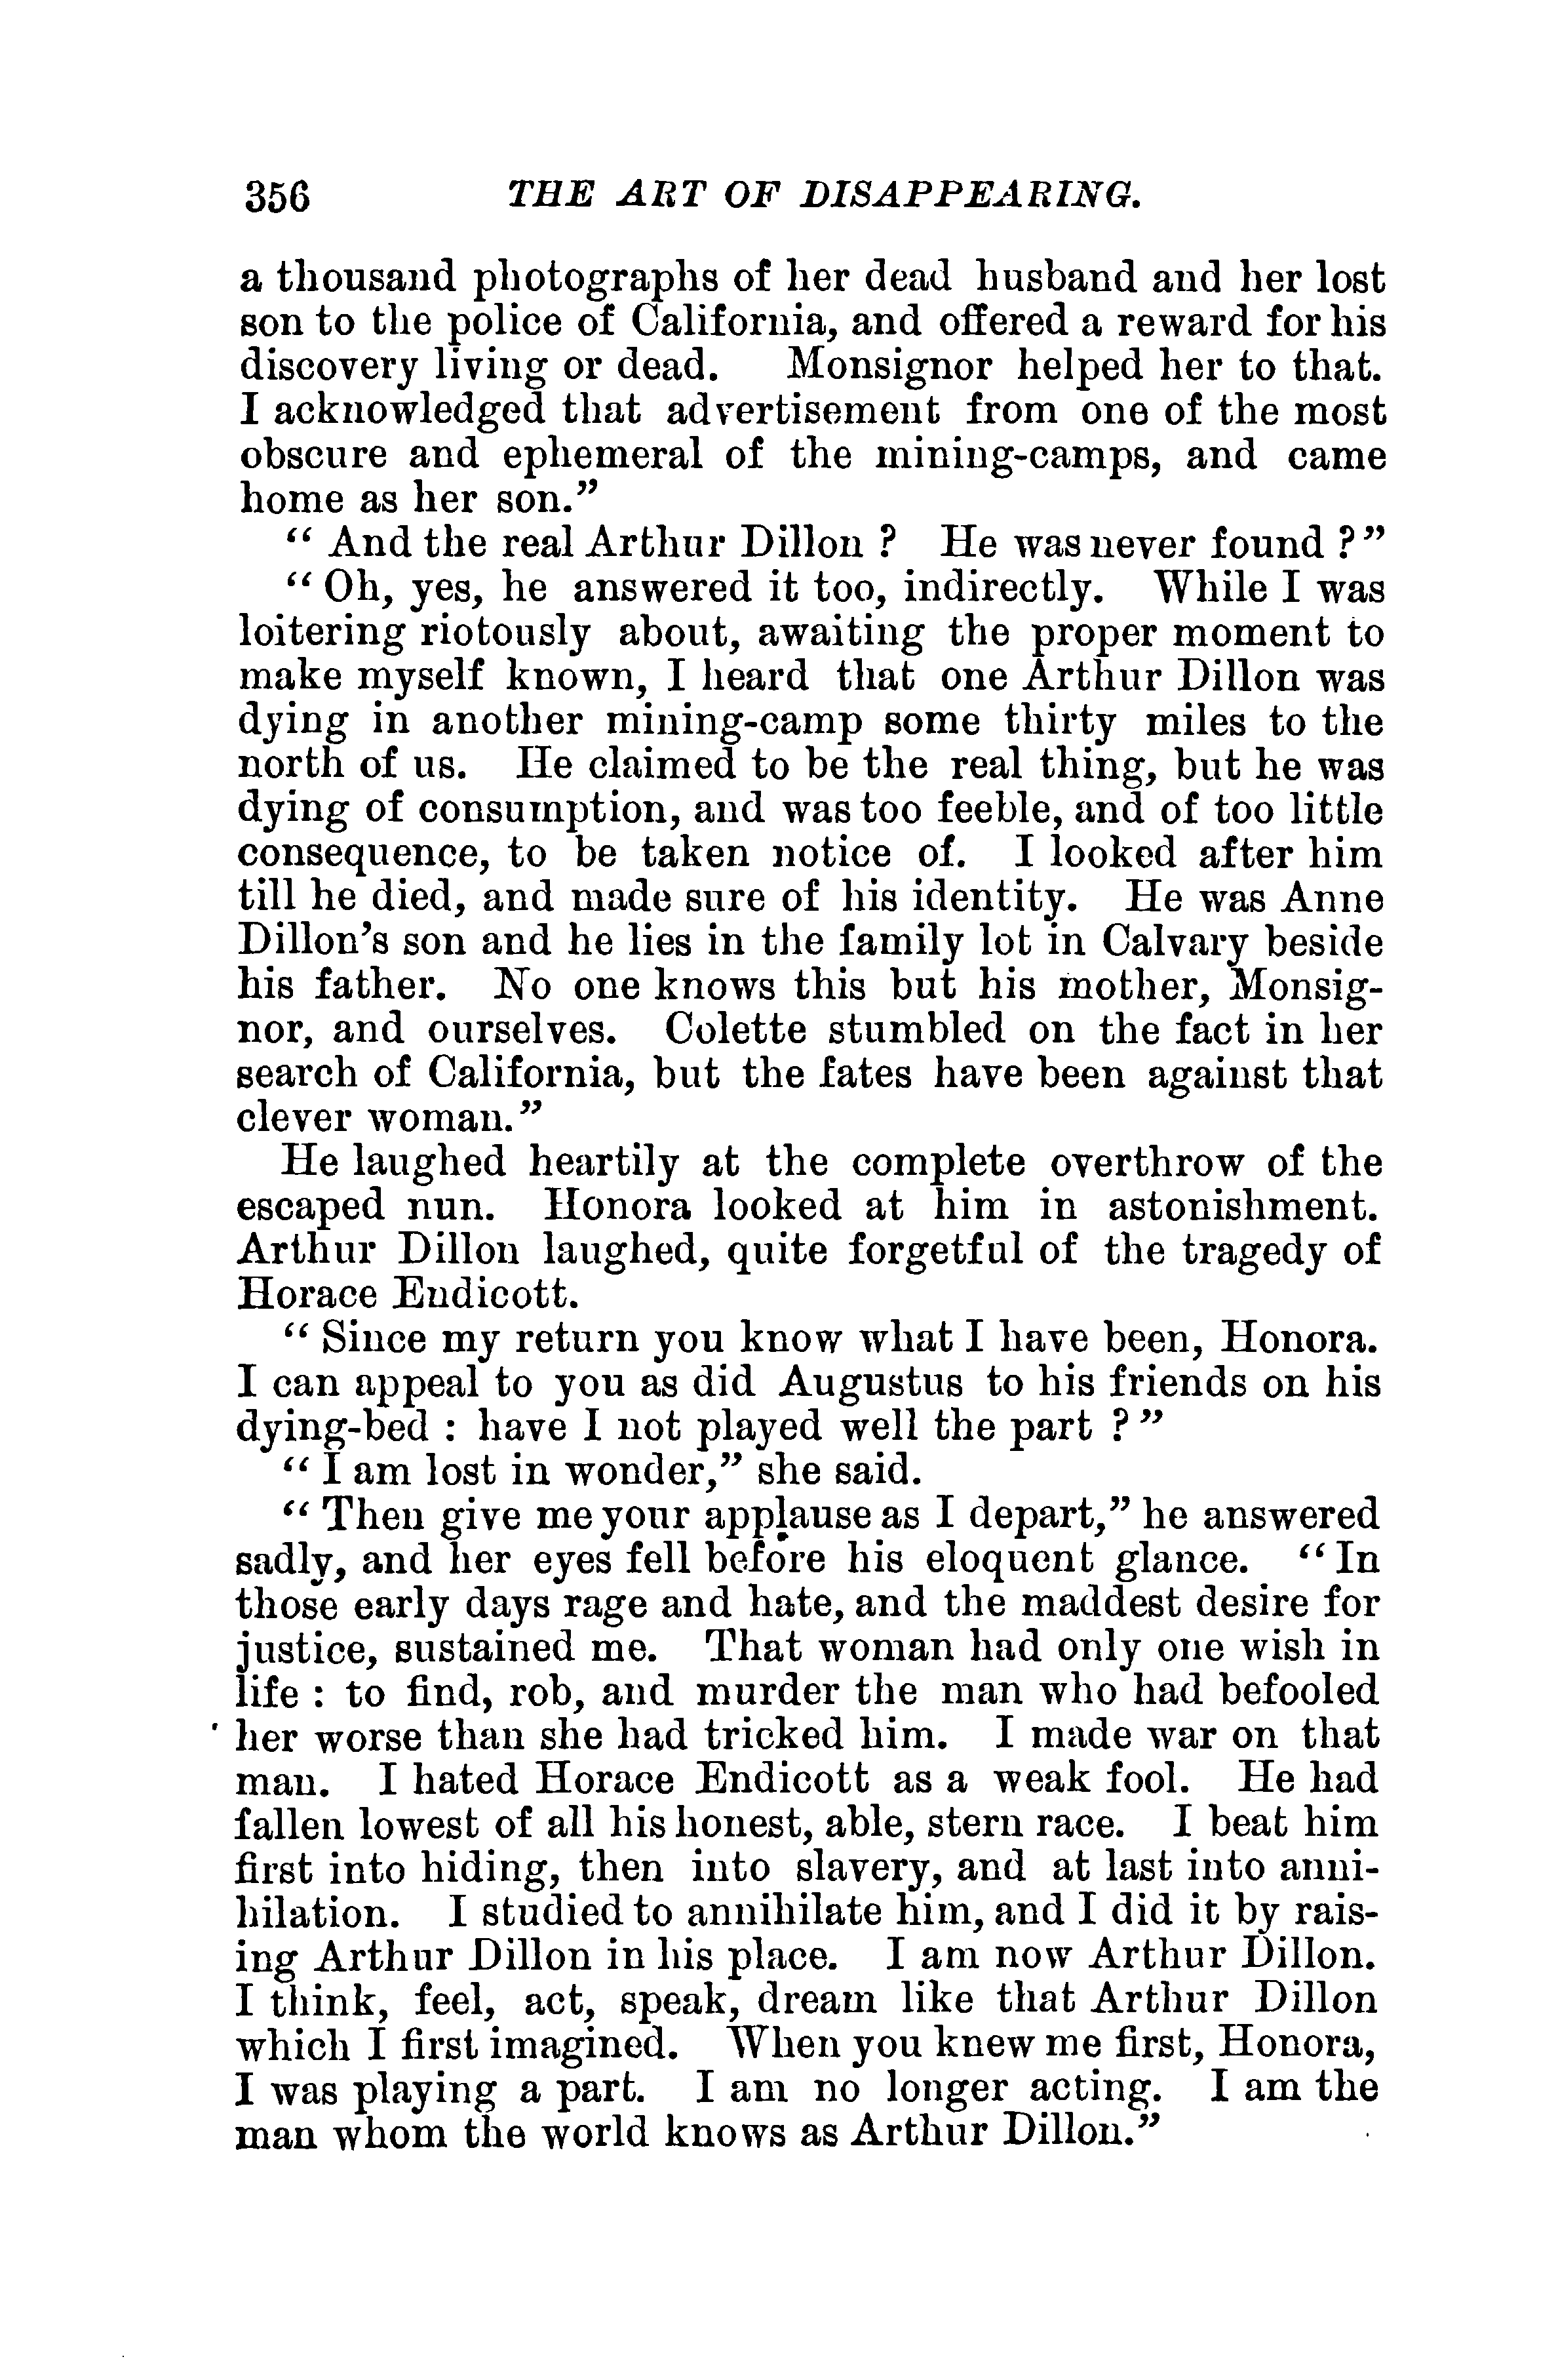 356 THE ART OF DISAPPEARING.
a thousand photographs of her dead husband and her lost
son to the police of California, and offered a reward for his
discovery living or dead. Monsignor helped her to that.
I acknowledged that advertisement from one of the most
obscure and ephemeral of the mining-camps, and came
home as her son.”
“ And the real Arthur Dillon ? He was never found ?”
“ Oh, yes, he answered it too, indirectly. While I was
loitering riotously about, awaiting the proper moment to
make myself known, I heard that one Arthur Dillon was
dying in another mining-camp some thirty miles to the
north of us. He claimed to be the real thing, but he was
dying of consumption, and was too feeble, and of too little
consequence, to be taken notice of. I looked after him
till he died, and made sure of his identity. He was Anne
Dillon’s son and he lies in the family lot in Calvary beside
his father. No one knows this but his mother, Monsig-
nor, and ourselves. Colette stumbled on the fact in her
search of California, but the fates have been against that
clever woman.”
He laughed heartily at the complete overthrow of the
escaped nun. Honora looked at him in astonishment.
Arthur Dillon laughed, quite forgetful of the tragedy of
Horace Endicott.
“ Since my return you know what I have been, Honora.
I can appeal to you as did Augustus to his friends on his
dying-bed : have I not played well the part ?”
“ I am lost in wonder,” she said.
“ Then give me your applause as I depart,” he answered
sadly, and her eyes fell before his eloquent glance. “ In
those early days rage and hate, and the maddest desire for
justice, sustained me. That woman had only one wish in
life : to find, rob, and murder the man who had befooled
her worse than she had tricked him. I made war on that
man. I hated Horace Endicott as a weak fool. He had
fallen lowest of all his honest, able, stern race. I beat him
first into hiding, then into slavery, and at last into anni-
hilation. I studied to annihilate him, and I did it by rais-
ing Arthur Dillon in his place. I am now Arthur Dillon.
I think, feel, act, speak, dream like that Arthur Dillon
which I first imagined. When you knew me first, Honora,
I was playing a part. I am no longer acting. I am the
man whom the world knows as Arthur Dillon.”